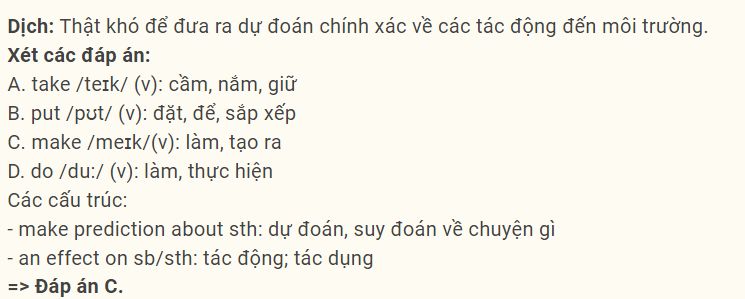 Dịch: Thật khó để đưa ra dự đoán chính xác về các tác động đến môi trường.
Xét các đáp án:
A. take /teɪk/ (v): cầm, nắm, giữ
B. put /pʊt/ (v): đặt, để, sắp xếp
C. make /meɪk/(v): làm, tạo ra
D. do /du:/ (v): làm, thực hiện
Các cấu trúc:
- make prediction about sth: dự đoán, suy đoán về chuyện gì
- an effect on sb/sth: tác động; tác dụng
=> Đáp án C.